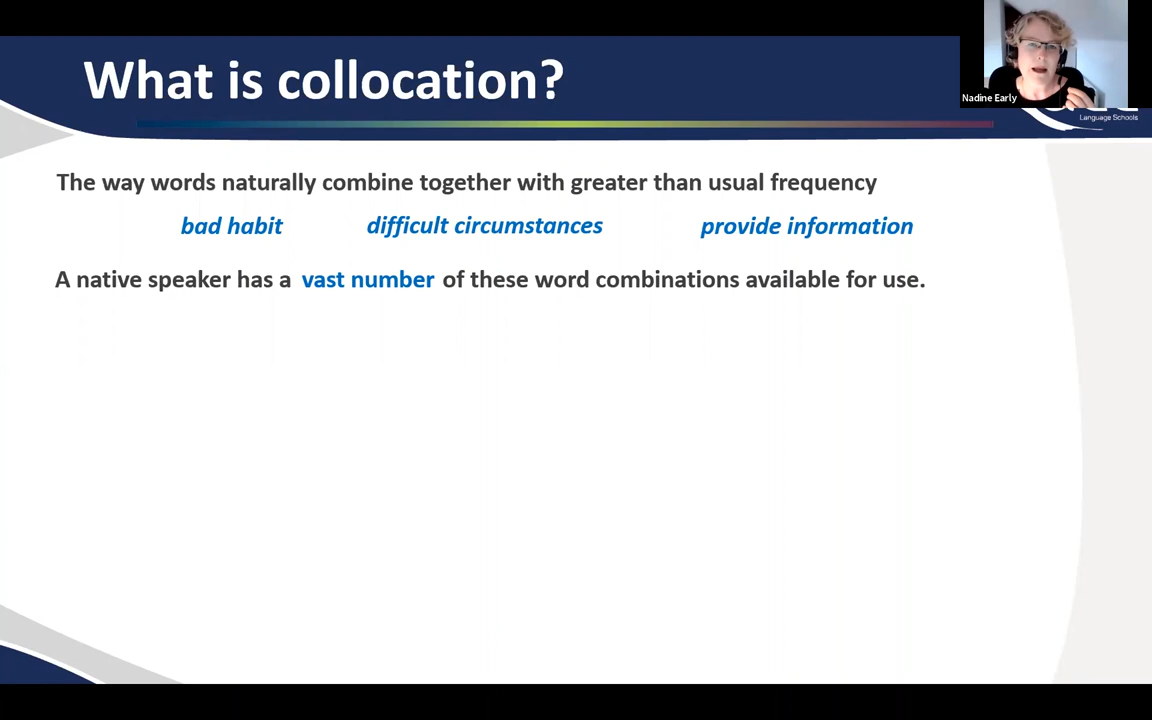 What is collocation?
Nadine Early
Language Schools
The way words naturally combine together with greater than usual frequency
bad habit difficult circumstances provide information
A native speaker has a vast number of these word combinations available for use.